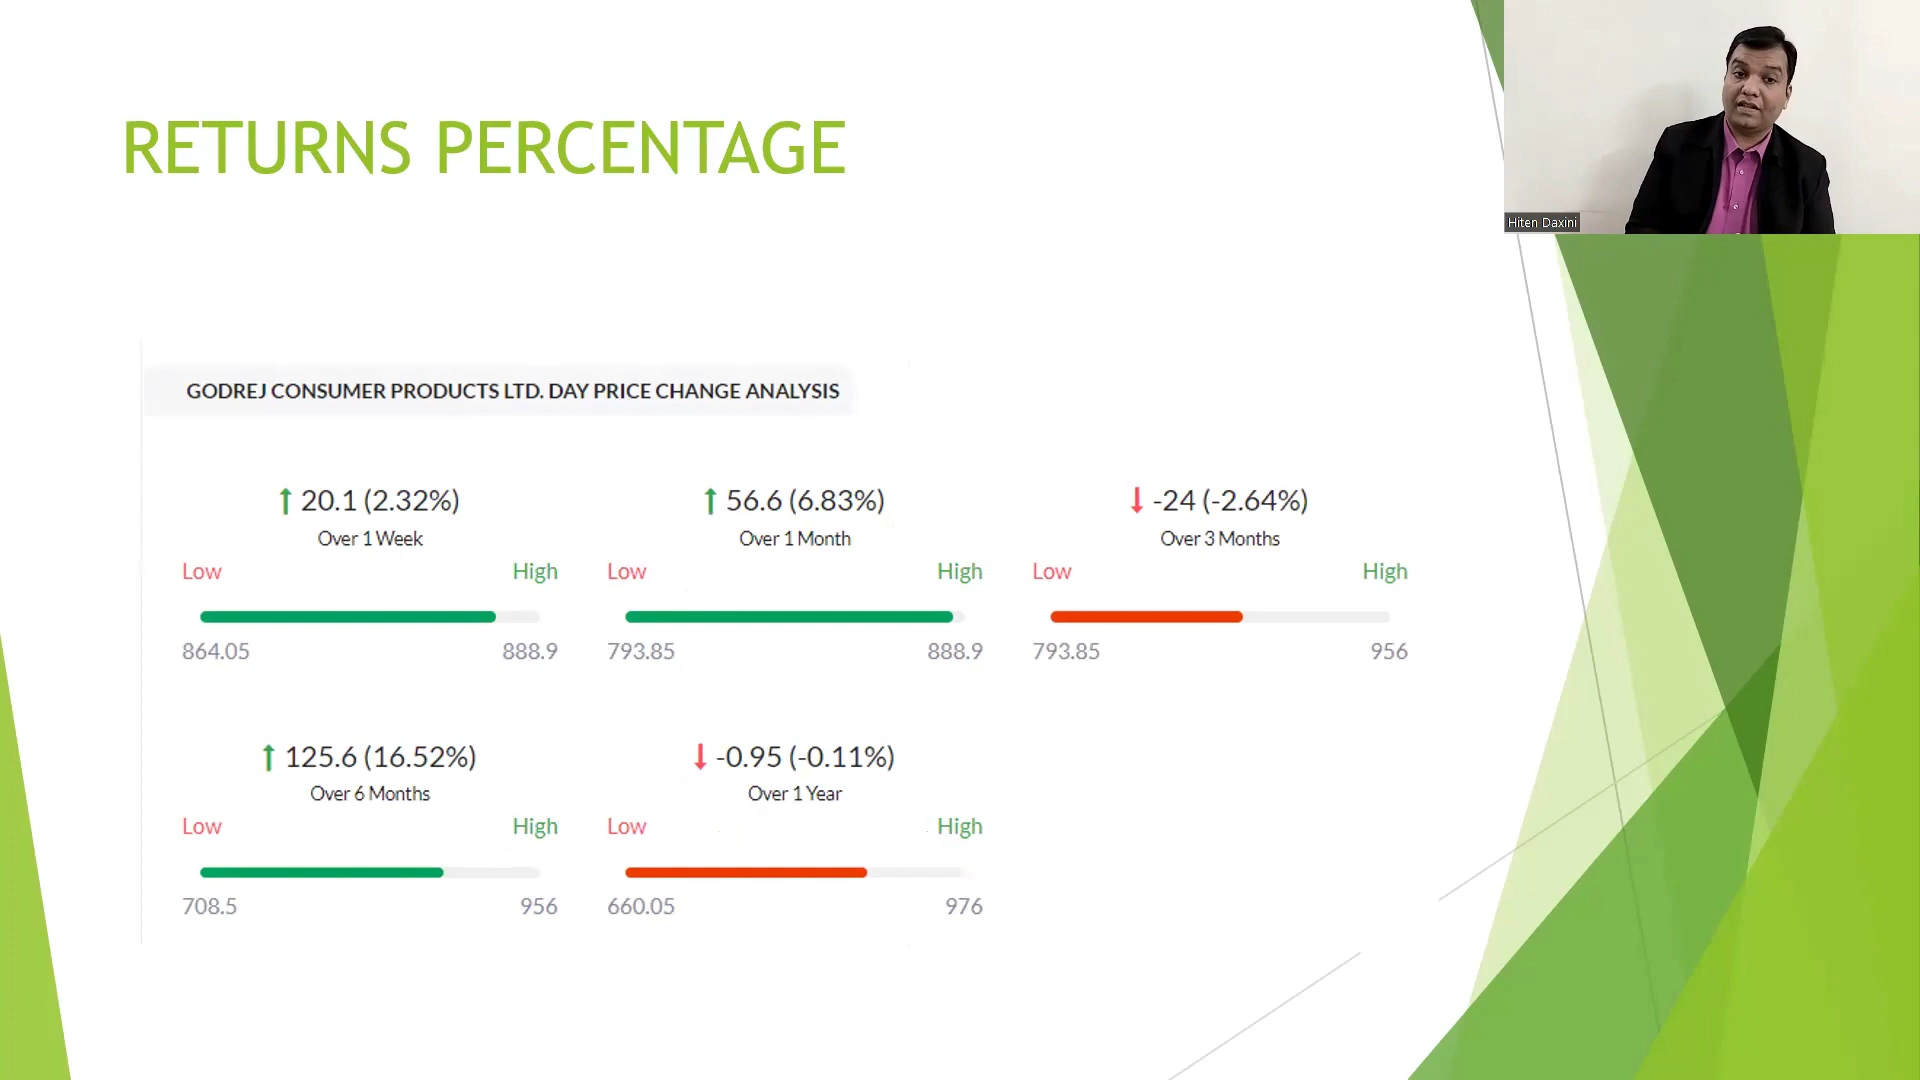 RETURNS PERCENTAGE
Hiten Daxini
GODREJ CONSUMER PRODUCTS LTD. DAY PRICE CHANGE ANALYSIS
↑ 20.1 (2.32%)
Over 1 Week
Low High
864.05 888.9
↑ 56.6 (6.83%)
Over 1 Month
Low High
793.85 888.9
↓ -24 (-2.64%)
Over 3 Months
Low High
793.85 956
↑ 125.6 (16.52%)
Over 6 Months
Low High
708.5 956
↓ -0.95 (-0.11%)
Over 1 Year
Low High
660.05 976